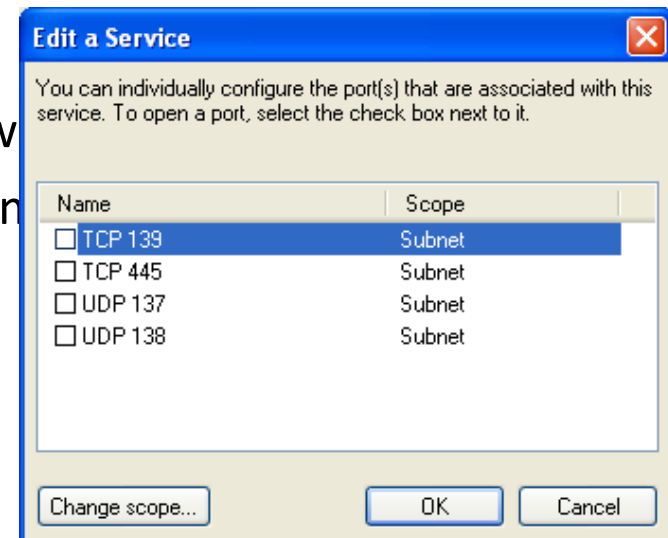 Edit a Service
You can individually configure the port(s) that are associated with this
service. To open a port, select the check box next to it.
Name Scope
TCP 139 Subnet
TCP 445 Subnet
UDP 137 Subnet
UDP 138 Subnet
Change scope... OK Cancel